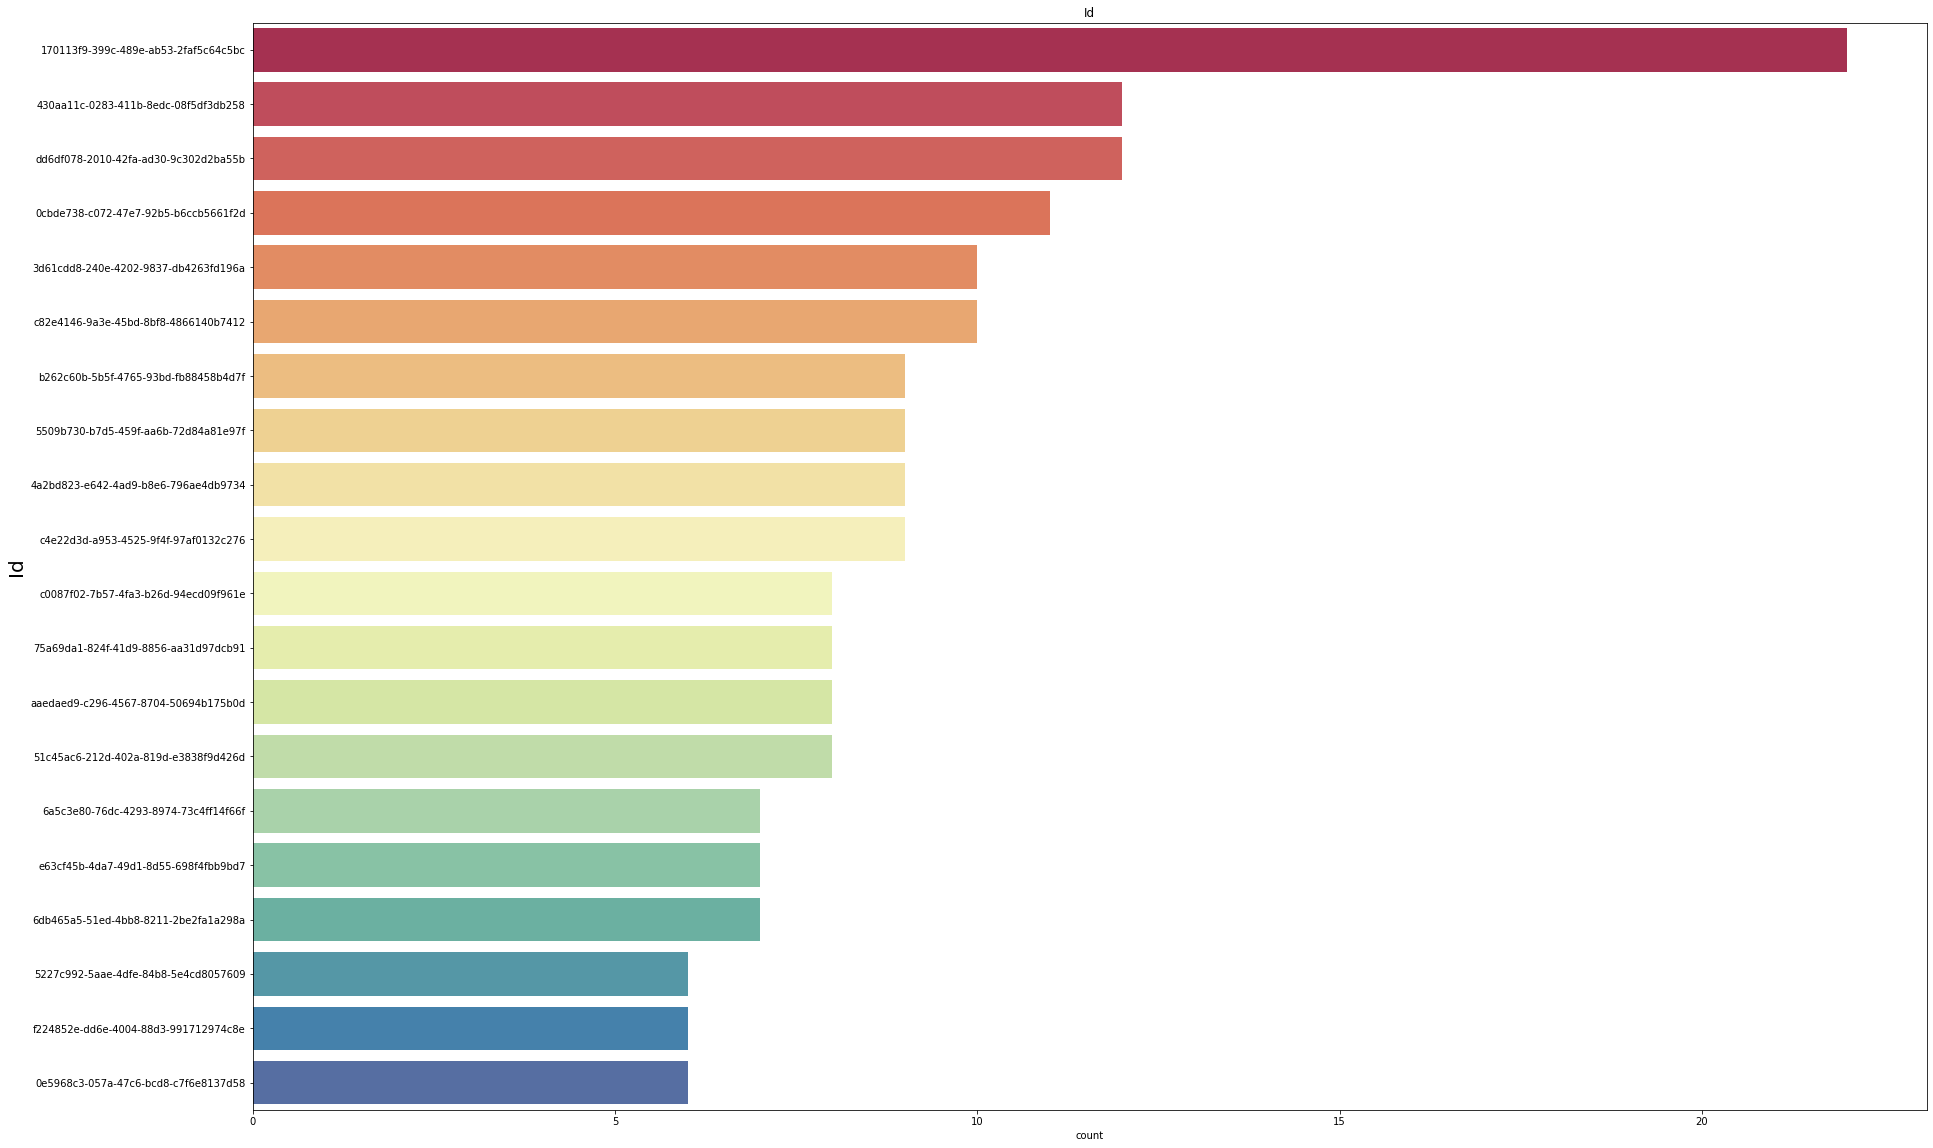 Id
170113f9-399c-489e-ab53-2faf5c64c5bc
430aa11c-0283-411b-8edc-08f5df3db258
dd6df078-2010-42fa-ad30-9c302d2ba55b
0cbde738-c072-47e7-92b5-b6ccb5661f2d
3d61cdd8-240e-4202-9837-db4263fd196a
c82e4146-9a3e-45bd-8bf8-4866140b7412
b262c60b-5b5f-4765-93bd-fb88458b4d7f
5509b730-b7d5-459f-aa6b-72d84a81e97f
4a2bd823-e642-4ad9-b8e6-796ae4db9734
c4e22d3d-a953-4525-9f4f-97af0132c276
Id
c0087f02-7b57-4fa3-b26d-94ecd09f961e
75a69da1-824f-41d9-8856-aa31d97dcb91
aaedaed9-c296-4567-8704-50694b175b0d
51c45ac6-212d-402a-819d-e3838f9d426d
6a5c3e80-76dc-4293-8974-73c4ff14f66f
e63cf45b-4da7-49d1-8d55-698f4fbb9bd7
6db465a5-51ed-4bb8-8211-2be2fa1a298a
5227c992-5aae-4dfe-84b8-5e4cd8057609
f224852e-dd6e-4004-88d3-991712974c8e
0e5968c3-057a-47c6-bcd8-c7f6e8137d58
0 5 10 15 20
count